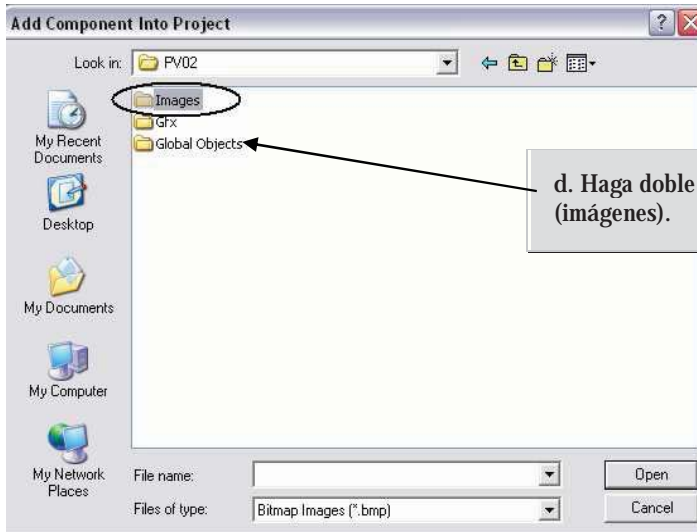 Add Component Into Project
Look in: PV02
Images
Gfx
Global Objects
My Recent
Documents
Desktop
My Documents
My Computer
My Network
Places
d. Haga doble
(imágenes).
File name:
Open
Files of type: Bitmap Images (*.bmp)
Cancel